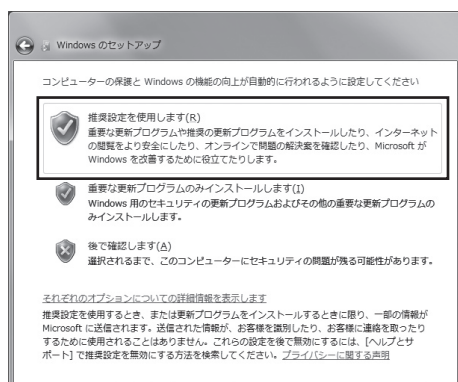 Windows のセットアップ
コンピューターの保護と Windows の機能の向上が自動的に行われるように設定してください
推奨設定を使用します(R)
重要な更新プログラムや推奨の更新プログラムをインストールしたり、インターネット
の閲覧をより安全にしたり、オンラインで問題の解決案を確認したり、Microsoft が
Windows を改善するために役立てたりします。
重要な更新プログラムのみインストールします(I)
Windows 用のセキュリティの更新プログラムおよびその他の重要な更新プログラムの
みインストールします。
後で確認します(A)
選択されるまで、このコンピューターにセキュリティの問題が残る可能性があります。
それぞれのオプションについての詳細情報を表示します
推奨設定を使用するとき、または更新プログラムをインストールするときに限り、一部の情報が
Microsoft に送信されます。送信された情報が、お客様を識別したり、お客様に連絡を取ったり
するために使用されることはありません。これらの設定を後で無効にするには、[ヘルプとサ
ポート] で推奨設定を無効にする方法を検索してください。プライバシーに関する声明